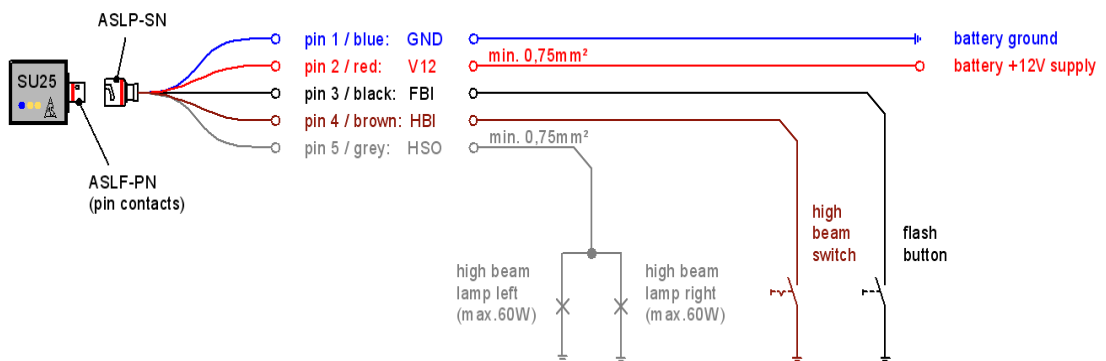 ASLP-SN
SU25
ASLF-PN
(pin contacts)
pin 1 / blue: GND
pin 2 / red: V12
pin 3 / black: FBI
pin 4 / brown: HBI
pin 5 / grey: HSO
min. 0,75mm²
min. 0,75mm²
battery ground
battery +12V supply
high beam
lamp left
(max.60W)
high beam
lamp right
(max.60W)
high
beam
switch
flash
button